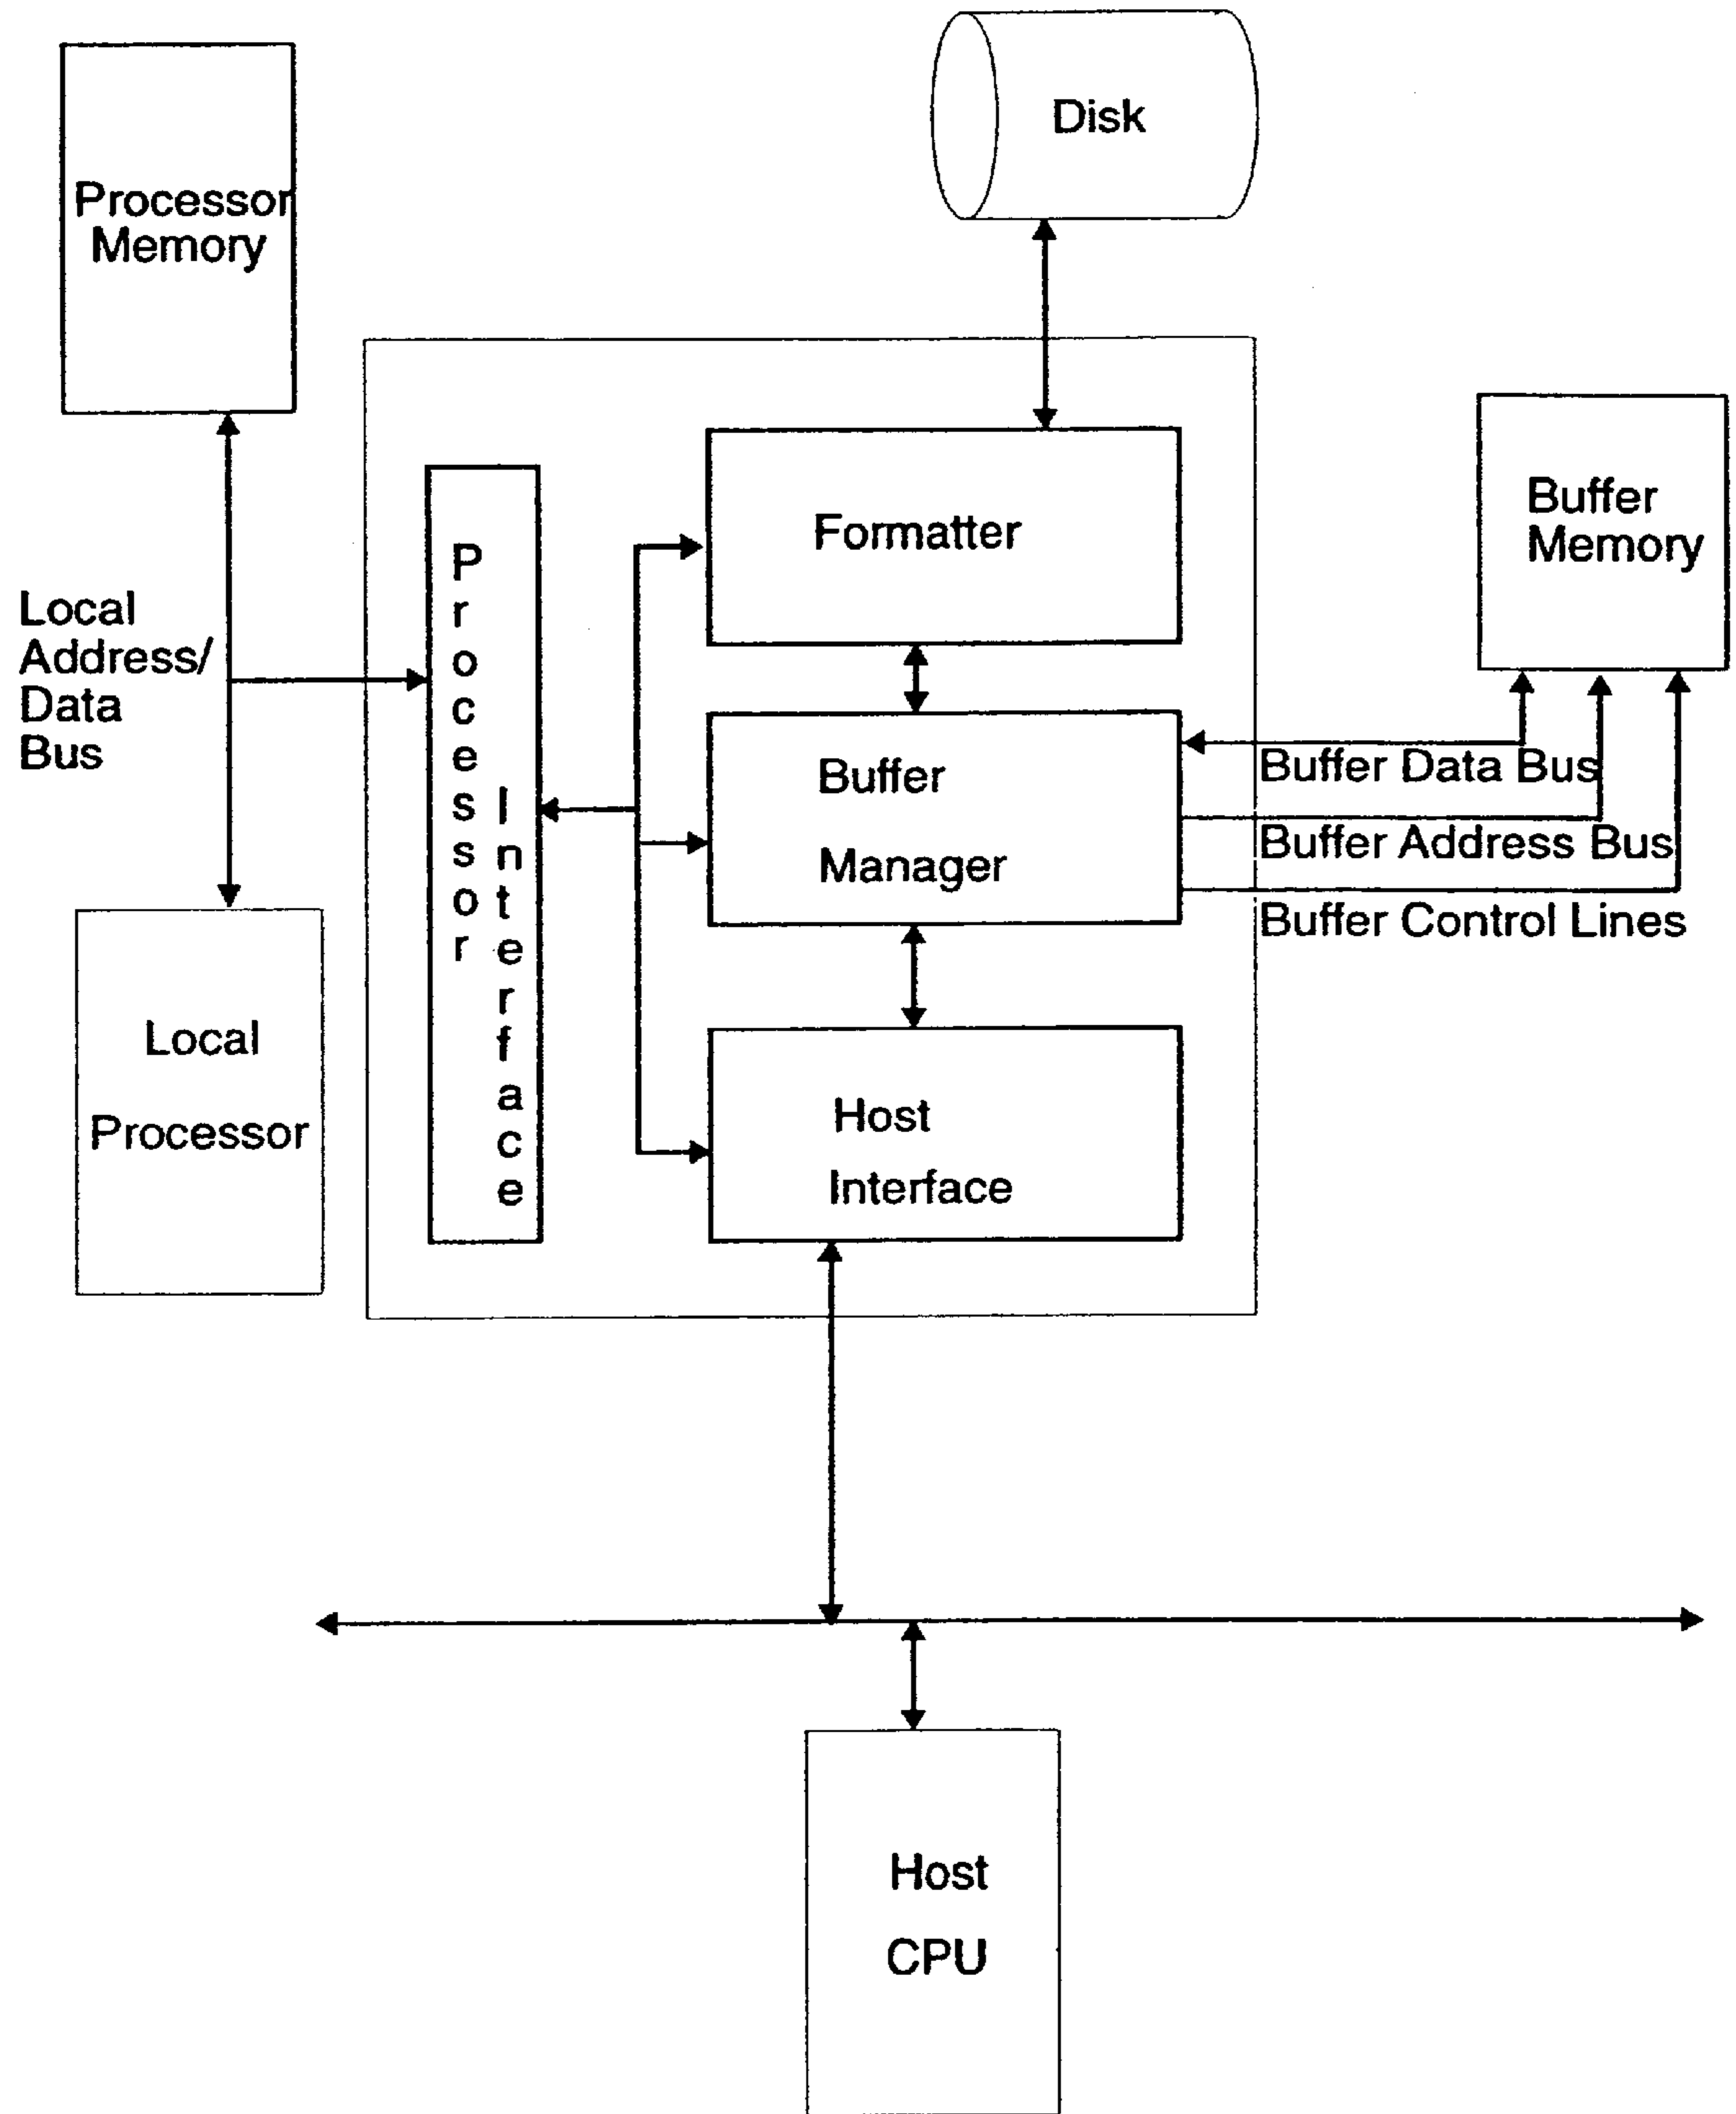 Disk
Processor
Memory
Formatter
Buffer
Memory
Local
Address/
Data
Bus
Processor
Interface
Buffer
Manager
Buffer Data Bus
Buffer Address Bus
Buffer Control Lines
Local
Processor
Host
Interface
Host
CPU